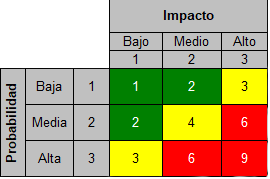 Impacto
Bajo Medio Alto
1 2 3
Probabilidad
Baja 1 1 2 3
Media 2 2 4 6
Alta 3 3 6 9